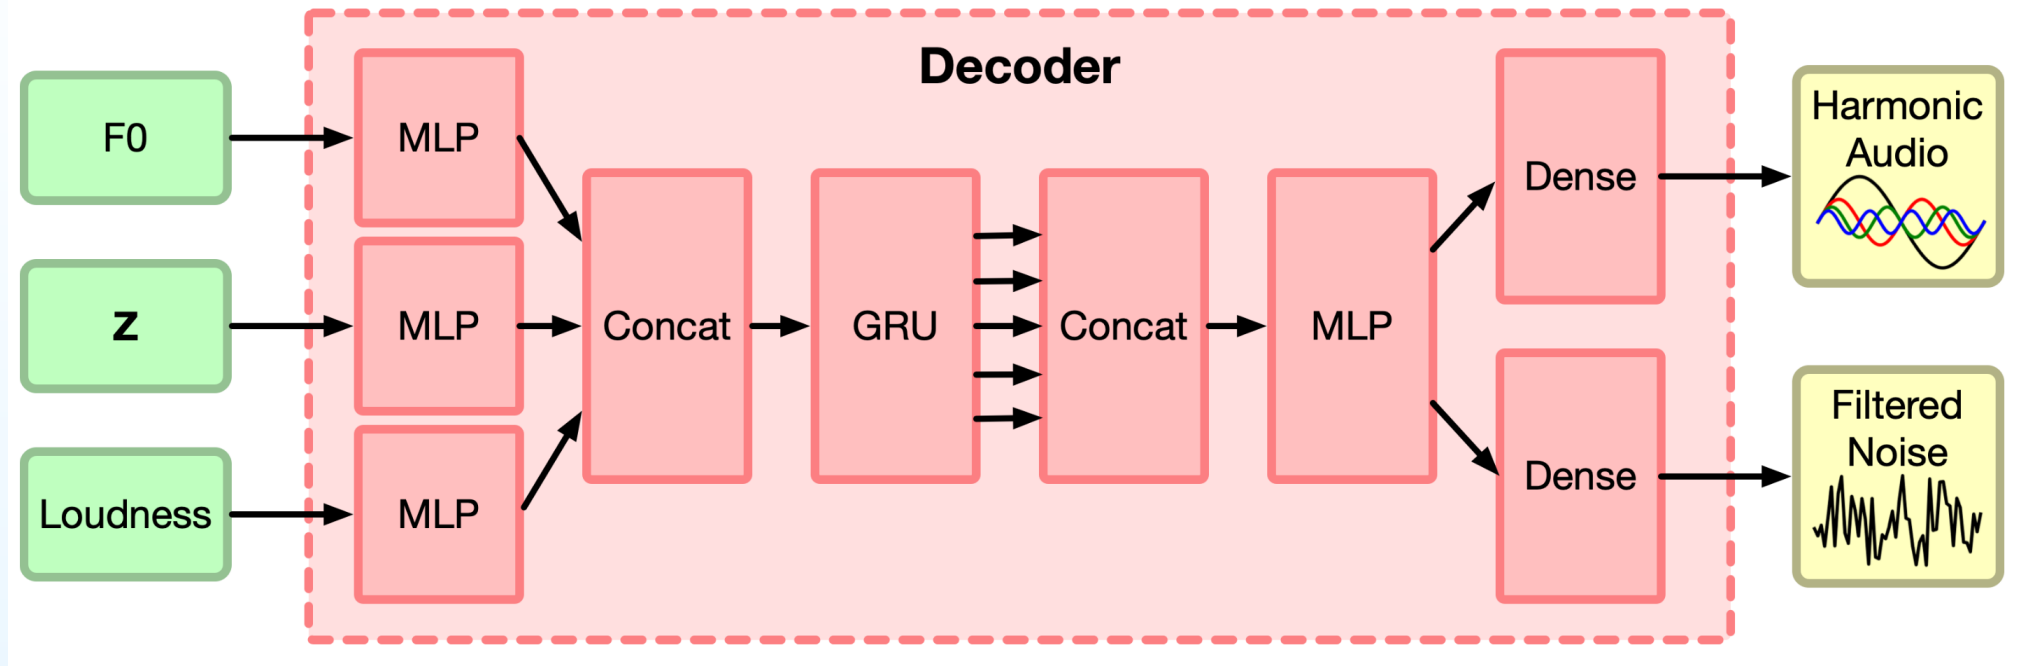 Decoder
F0
z
Loudness
MLP
MLP
MLP
Concat
GRU
Concat
MLP
Dense
Dense
Harmonic
Audio
Filtered
Noise